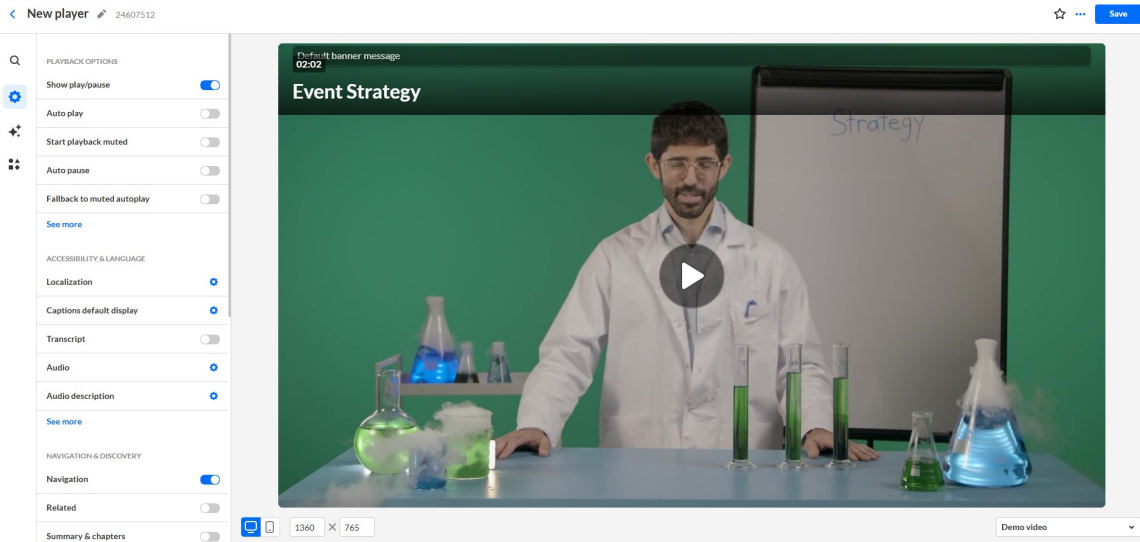 New player 24607512
Save
PLAYBACK OPTIONS
Show play/pause
Auto play
Start playback muted
Auto pause
Fallback to muted autoplay
See more
ACCESSIBILITY & LANGUAGE
Localization
Captions default display
Transcript
Audio
Audio description
See more
NAVIGATION & DISCOVERY
Navigation
Related
Summary & chapters
Default banner message
02:02
Event Strategy
Strategy
1360 × 765
Demo video